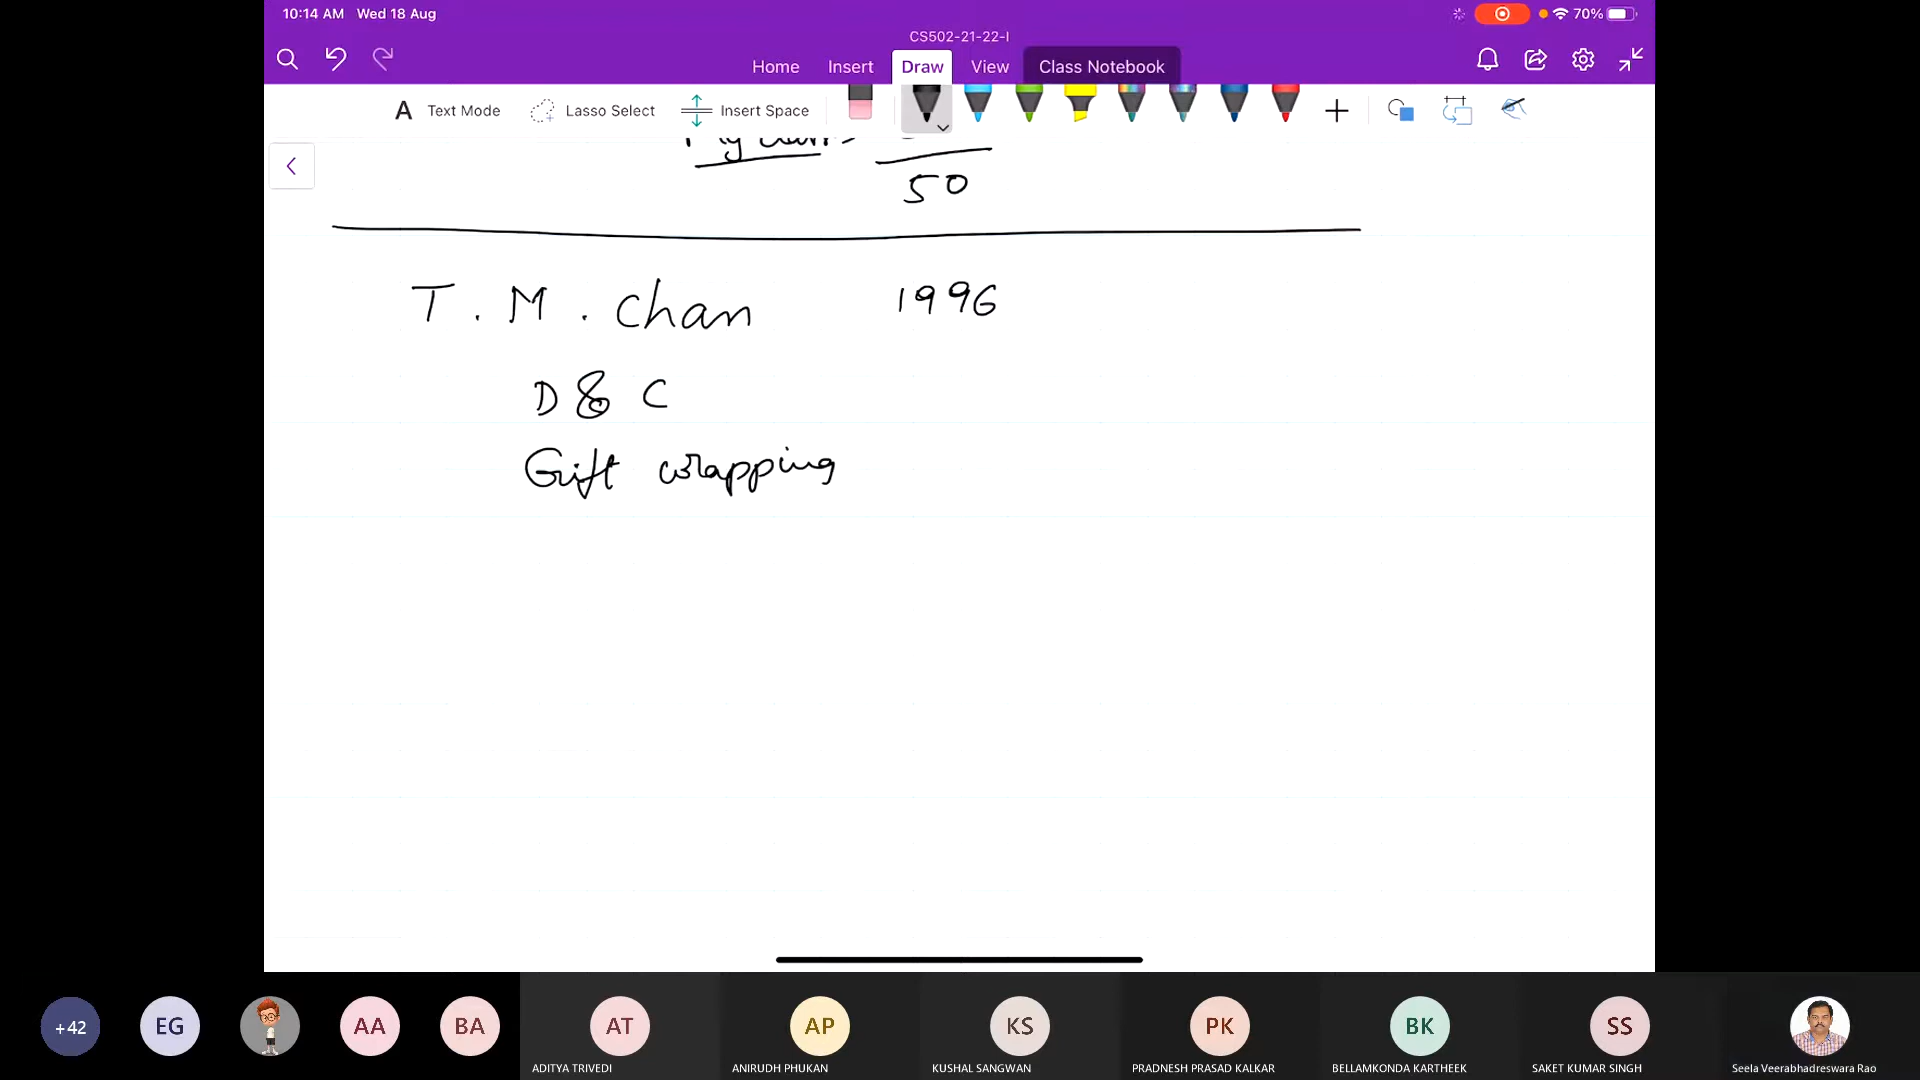 10:14 AM Wed 18 Aug
70%
CS502-21-22-I
Home Insert Draw View Class Notebook
A Text Mode Lasso Select Insert Space
50
T. M. Chan 1996
D & C
Gift wrapping
+42 EG AA BA AT AP KS PK BK SS
ADITYA TRIVEDI ANIRUDH PHUKAN KUSHAL SANGWAN PRADNESH PRASAD KALKAR BELLAMKONDA KARTHEEK SAKET KUMAR SINGH Seela Veerabhadreswara Rao